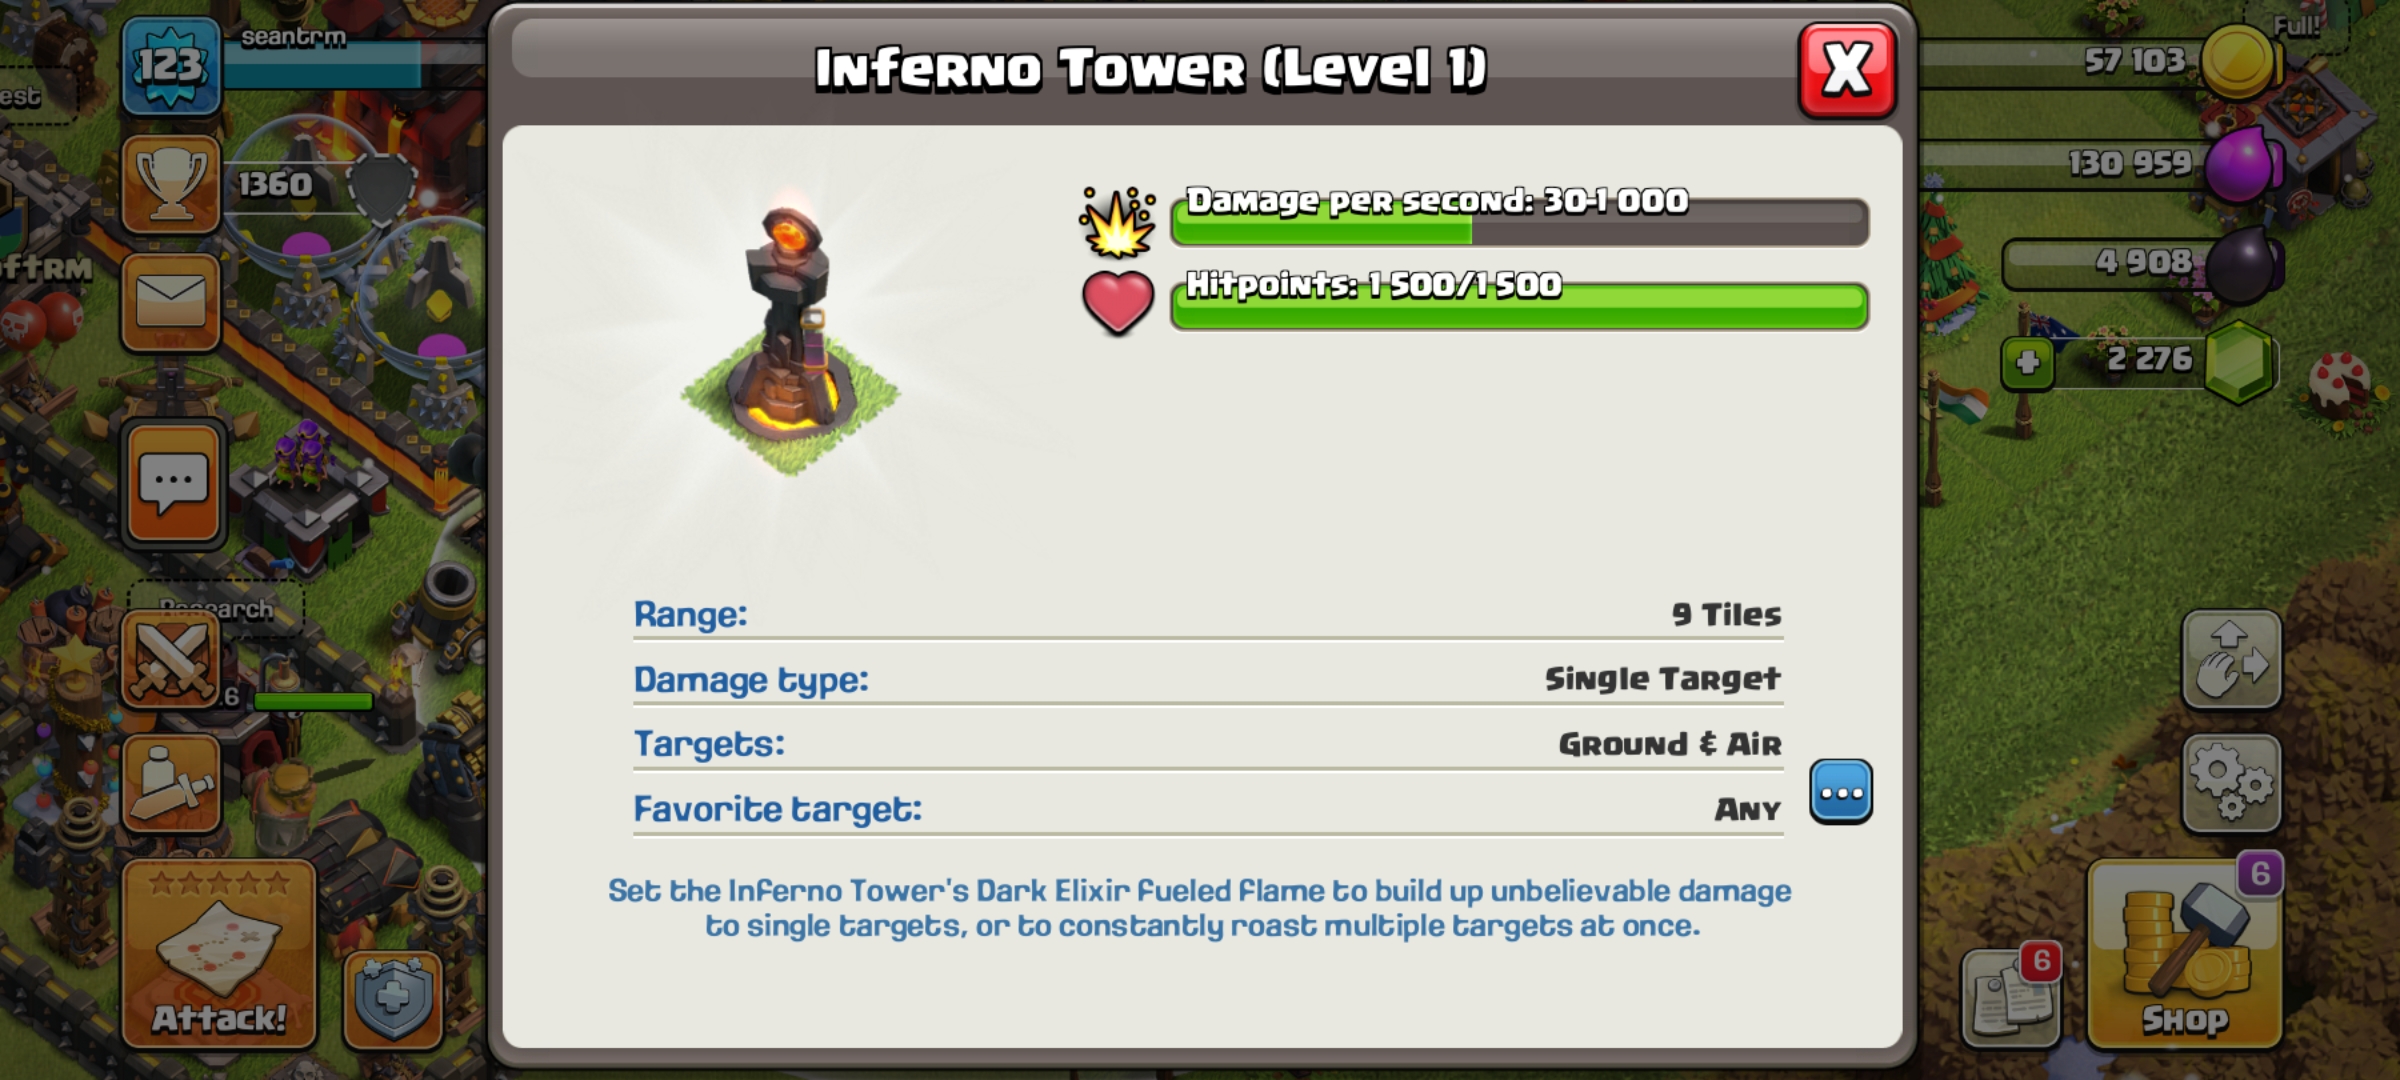 seantrm
123
Inferno Tower (Level 1)
X
Full!
57 103
130 959
4 908
2 276
1360
Damage per second: 30-1 000
Hitpoints: 1 500/1 500
Research
Range: 9 Tiles
Damage type: Single Target
Targets: Ground & Air
Favorite target: Any
Set the Inferno Tower's Dark Elixir fueled flame to build up unbelievable damage
to single targets, or to constantly roast multiple targets at once.
Attack!
6
6
Shop